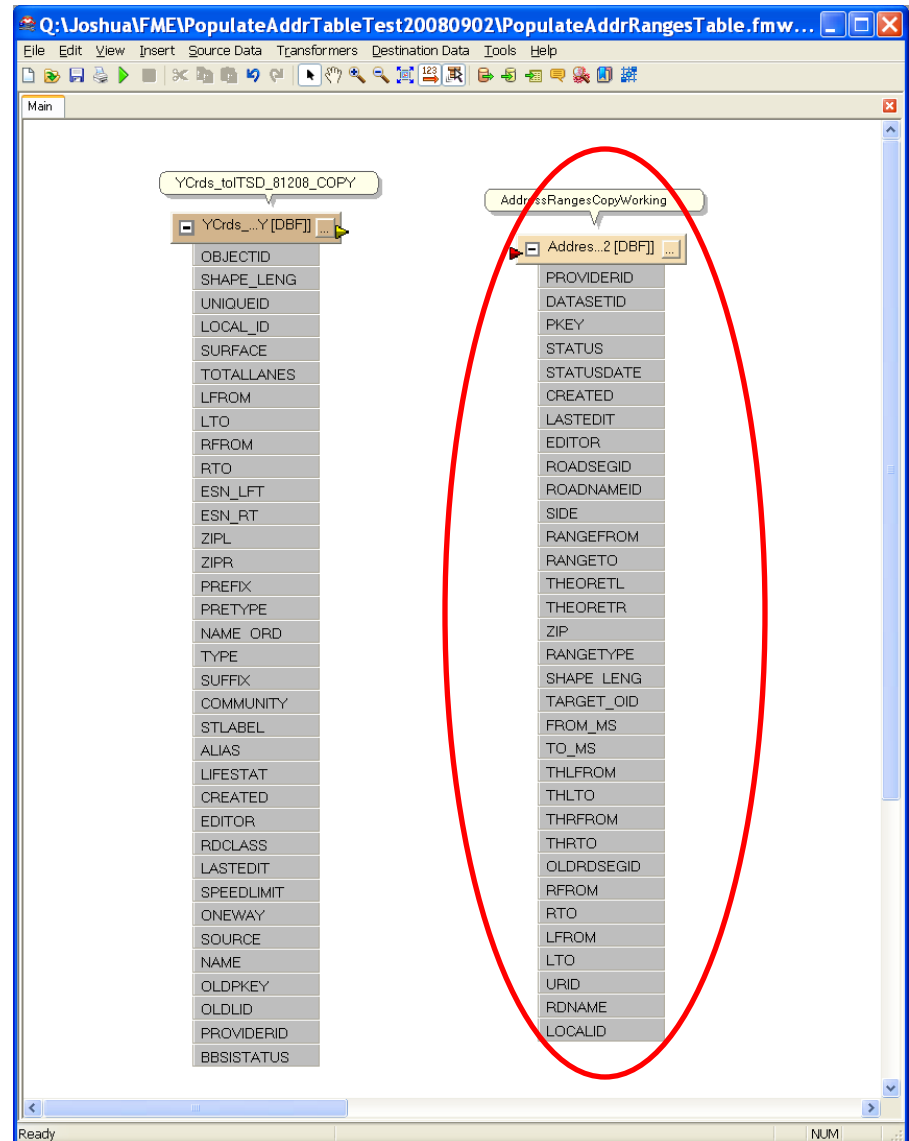 Q:\Joshua\FME\PopulateAddrTableTest20080902\PopulateAddrRangesTable.fmw...
File Edit View Insert Source Data Transformers Destination Data Tools Help
Main
YCrds_toITSD_81208_COPY
YCrds_...Y [DBF]] ...
OBJECTID
SHAPE_LENG
UNIQUEID
LOCAL_ID
SURFACE
TOTALLANES
LFROM
LTO
RFROM
RTO
ESN_LFT
ESN_RT
ZIPL
ZIPR
PREFIX
PRETYPE
NAME_ORD
TYPE
SUFFIX
COMMUNITY
STLABEL
ALIAS
LIFESTAT
CREATED
EDITOR
RDCLASS
LASTEDIT
SPEEDLIMIT
ONEWAY
SOURCE
NAME
OLDPKEY
OLDLID
PROVIDERID
BBSISTATUS
AddressRangesCopyWorking
Addres...2 [DBF]] ...
PROVIDERID
DATASETID
PKEY
STATUS
STATUSDATE
CREATED
LASTEDIT
EDITOR
ROADSEGID
ROADNAMEID
SIDE
RANGEFROM
RANGETO
THEORETL
THEORETR
ZIP
RANGETYPE
SHAPE_LENG
TARGET_OID
FROM_MS
TO_MS
THLFROM
THLTO
THRFROM
THRTO
OLDRDSEGID
RFROM
RTO
LFROM
LTO
URID
RDNAME
LOCALID
Ready NUM